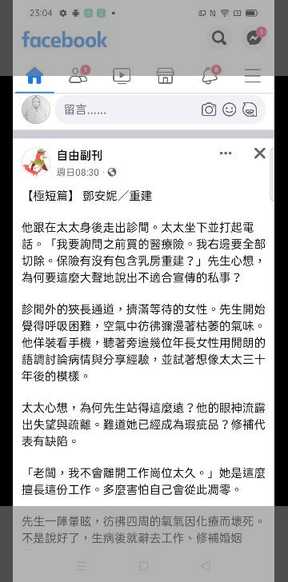 23:04
facebook
留言......
自由副刊
週日08:30
【極短篇】 鄧安妮／重建
他跟在太太身後走出診間。太太坐下並打起電
話。「我要詢問之前買的醫療險。我右邊要全部
切除。保險有沒有包含乳房重建？」先生心想，
為何要這麼大聲地說出不適合宣傳的私事？
診間外的狹長通道，擠滿等待的女性。先生開始
覺得呼吸困難，空氣中彷彿瀰漫著枯萎的氣味。
他佯裝看手機，聽著旁邊幾位年長女性用開朗的
語調討論病情與分享經驗，並試著想像太太三十
年後的模樣。
太太心想，為何先生站得這麼遠？他的眼神流露
出失望與疏離。難道她已經成為瑕疵品？修補代
表有缺陷。
「老闆，我不會離開工作崗位太久。」她是這麼
擅長這份工作。多麼害怕自己會從此凋零。
先生一陣暈眩，彷彿四周的氧氣因化療而壞死。
不是說好了，生病後就辭去工作、修補婚姻